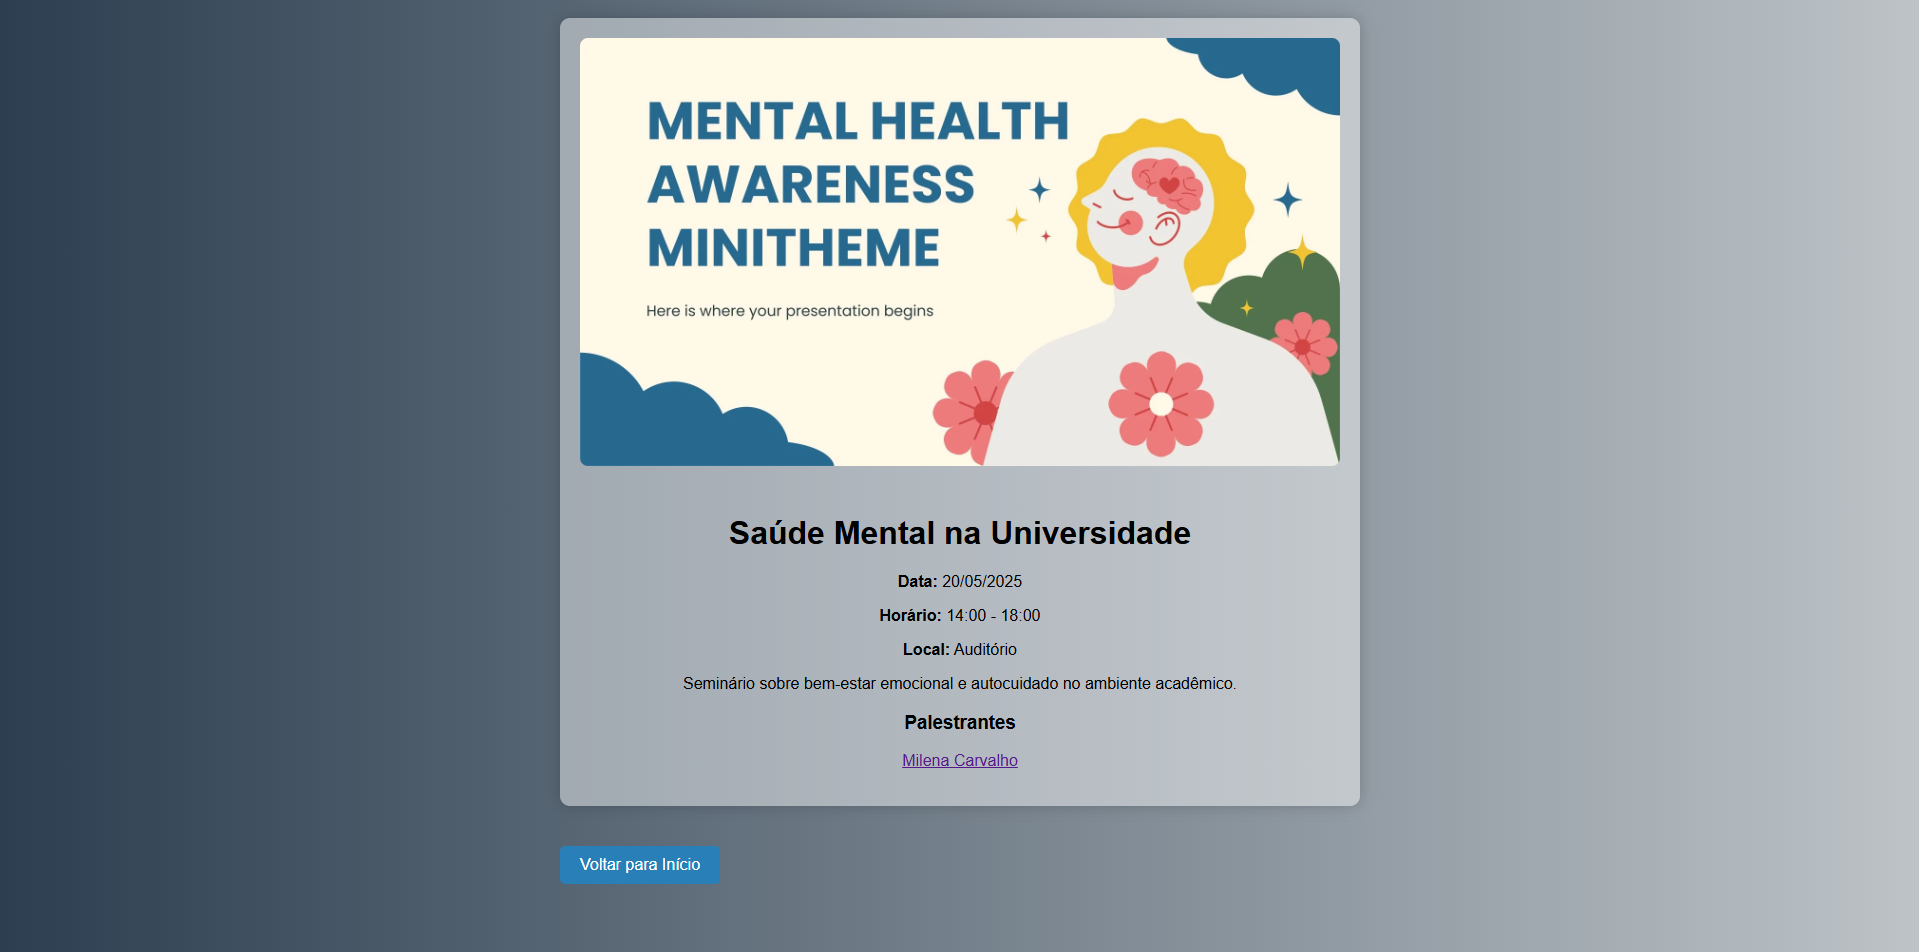 MENTAL HEALTH
AWARENESS
MINITHEME
Here is where your presentation begins
Saúde Mental na Universidade
Data: 20/05/2025
Horário: 14:00 - 18:00
Local: Auditório
Seminário sobre bem-estar emocional e autocuidado no ambiente acadêmico.
Palestrantes
Milena Carvalho
Voltar para Início